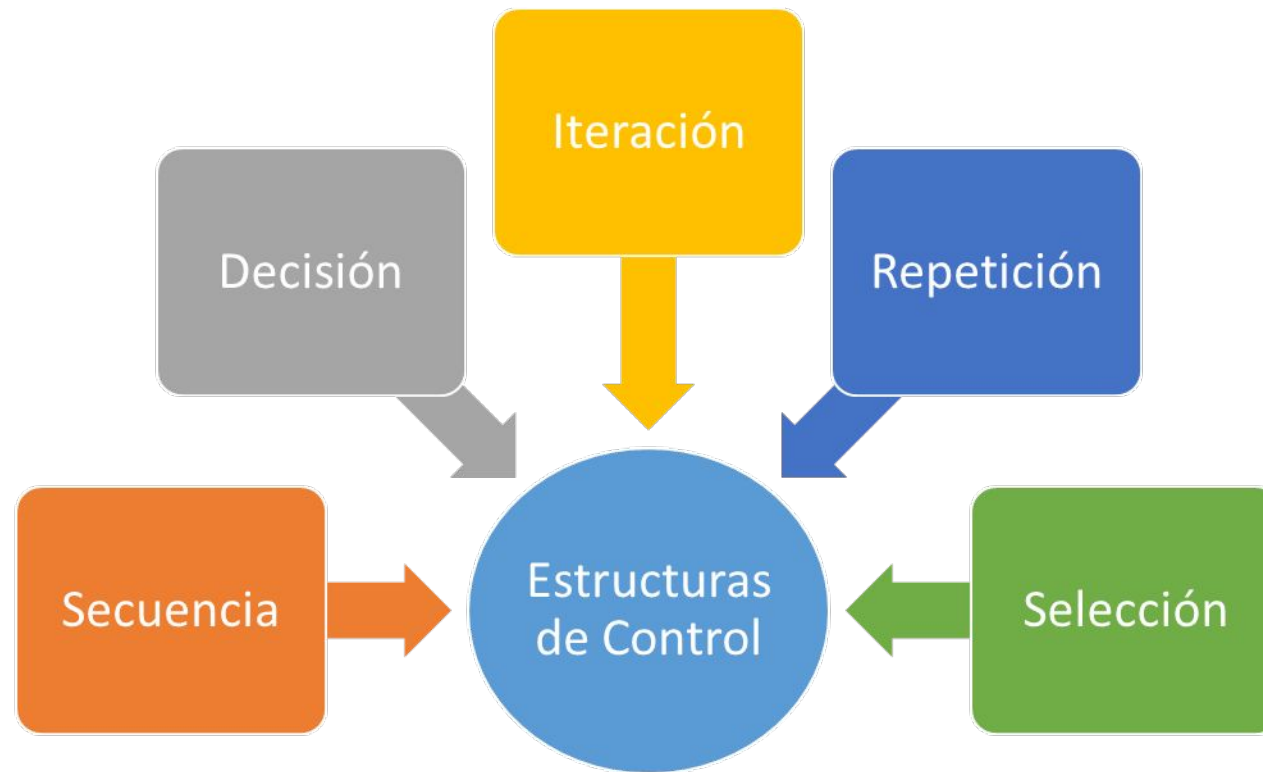 Iteración
Decisión
Repetición
Secuencia
Estructuras
de Control
Selección